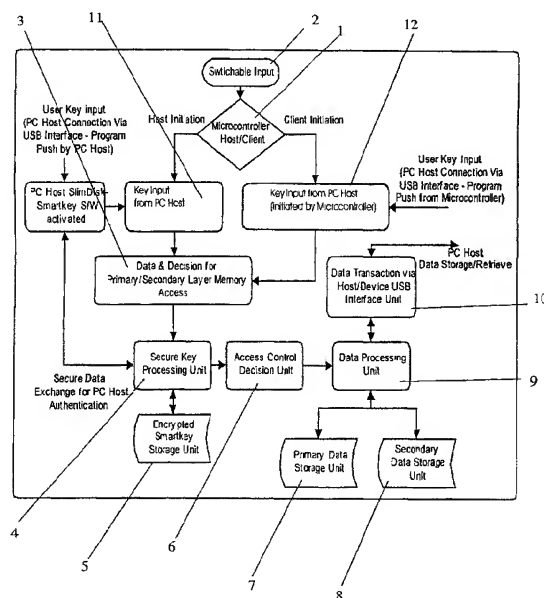 11
1
3
2
12
Swtichable Input
User Key Input
(PC Host Connection Via
USB Interface - Program
Push by PC Host)
Host Initiation
Microcontroller
Host/Client
Client Initiation
User Key Input
(PC Host Connection Via
USB Interface - Program
Push from Microcontroller)
PC Host SlimDisk
Smartkey S/W
activated
Key Input
from PC Host
Key Input from PC Host
(Initiated by Microcontroller)
PC Host
Data Storage/Retrieve
Data & Decision for
Primary/Secondary Layer Memory
Access
Data Transaction via
Host/Device USB
Interface Unit
10
Secure Key
Processing Unit
Access Control
Decision Unit
Data Processing
Unit
9
Secure Data
Exchange for PC Host
Authentication
Encrypted
Smartkey
Storage Unit
Primary Data
Storage Unit
Secondary
Data Storage
Unit
4
5
6
7
8